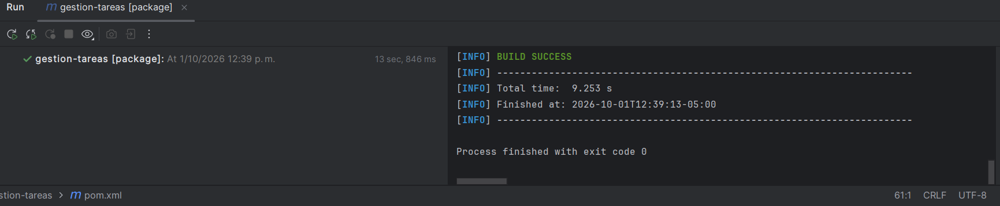 Run
gestion-tareas [package]
gestion-tareas [package]: At 1/10/2026 12:39 p.m.
13 sec, 846 ms
[INFO] BUILD SUCCESS
[INFO] ------------------------------------------------------------------------
[INFO] Total time:  9.253 s
[INFO] Finished at: 2026-10-01T12:39:13-05:00
[INFO] ------------------------------------------------------------------------
Process finished with exit code 0
stion-tareas > m pom.xml
61:1 CRLF UTF-8